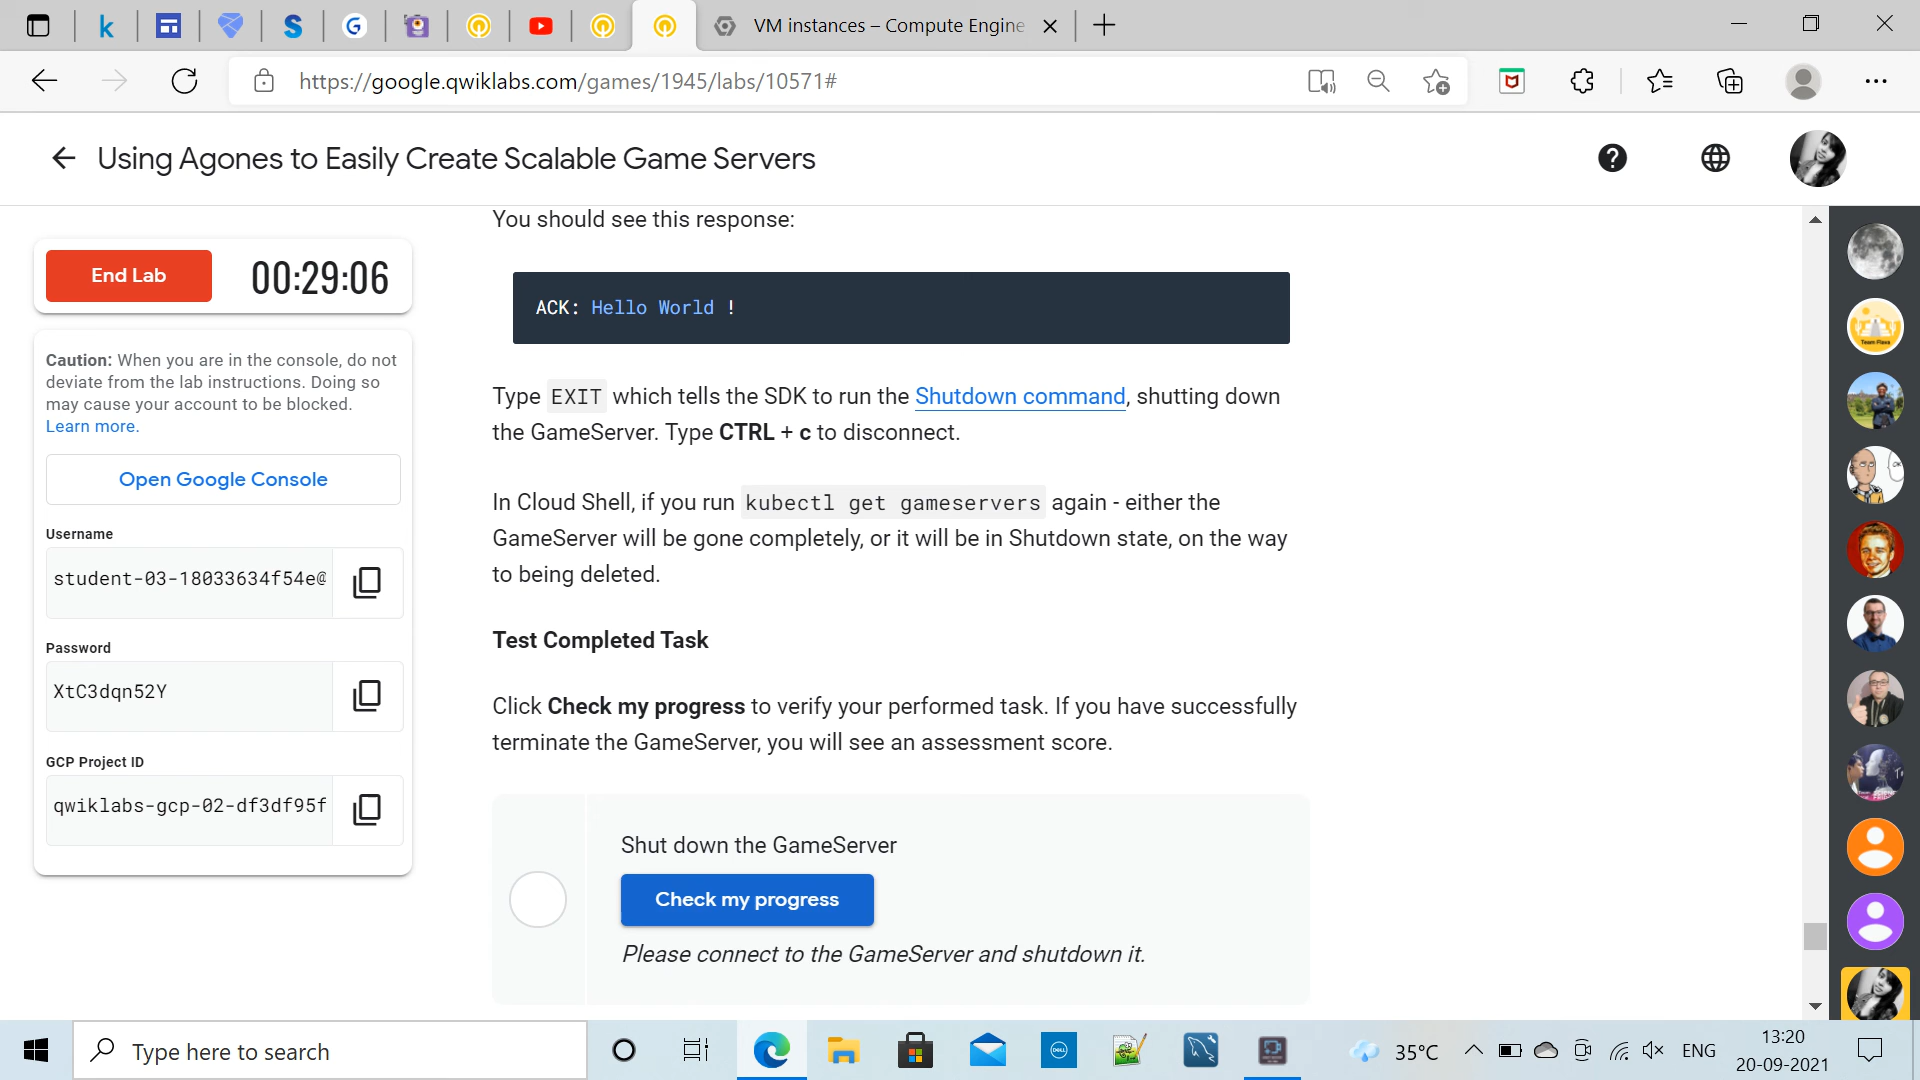 VM instances – Compute Engine
https://google.qwiklabs.com/games/1945/labs/10571#
Using Agones to Easily Create Scalable Game Servers
End Lab
00:29:06
Caution: When you are in the console, do not
deviate from the lab instructions. Doing so
may cause your account to be blocked.
Learn more.
Open Google Console
Username
student-03-18033634f54e@
Password
XtC3dqn52Y
GCP Project ID
qwiklabs-gcp-02-df3df95f
You should see this response:
ACK: Hello World !
Type EXIT which tells the SDK to run the Shutdown command, shutting down
the GameServer. Type CTRL + c to disconnect.
In Cloud Shell, if you run kubectl get gameservers again - either the
GameServer will be gone completely, or it will be in Shutdown state, on the way
to being deleted.
Test Completed Task
Click Check my progress to verify your performed task. If you have successfully
terminate the GameServer, you will see an assessment score.
Shut down the GameServer
Check my progress
Please connect to the GameServer and shutdown it.
Type here to search
DELL
35°C
ENG
13:20
20-09-2021